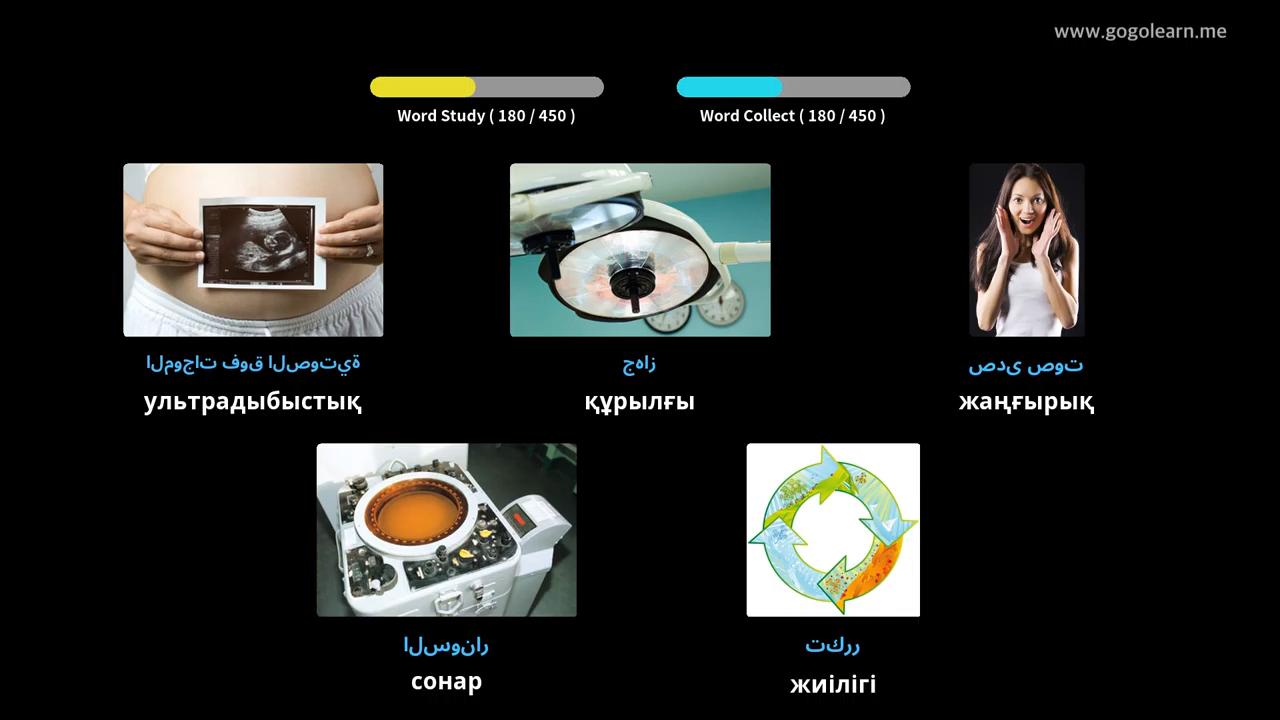 www.gogolearn.me
Word Study ( 180 / 450 )
Word Collect ( 180 / 450 )
الموجات فوق الصوتية
ультрадыбыстық
جهاز
құрылғы
صدى صوت
жаңғырық
السونار
сонар
تكرر
жиілігі